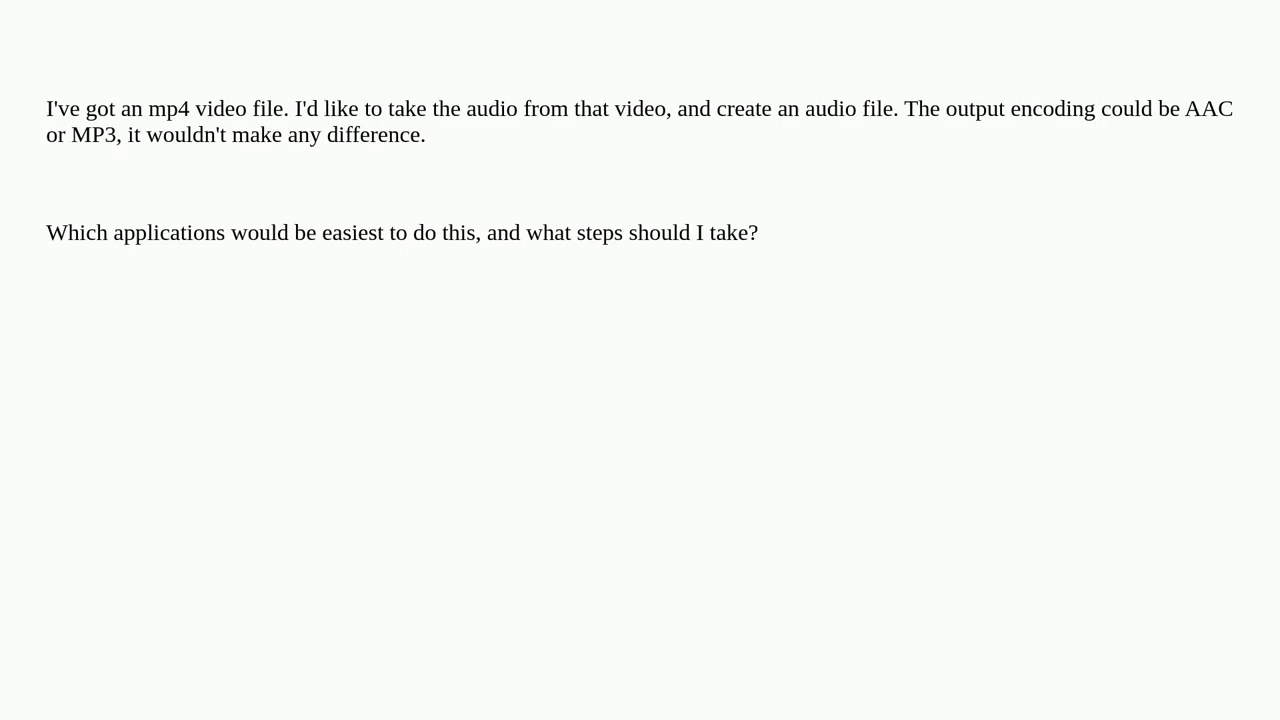 I've got an mp4 video file. I'd like to take the audio from that video, and create an audio file. The output encoding could be AAC
or MP3, it wouldn't make any difference.
Which applications would be easiest to do this, and what steps should I take?